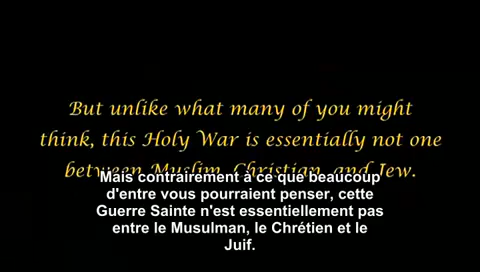 But unlike what many of you might
think, this Holy War is essentially not one
between Muslim, Christian, and Jew.
Mais contrairement à ce que beaucoup
d'entre vous pourraient penser, cette
Guerre Sainte n'est essentiellement pas
entre le Musulman, le Chrétien et le
Juif.